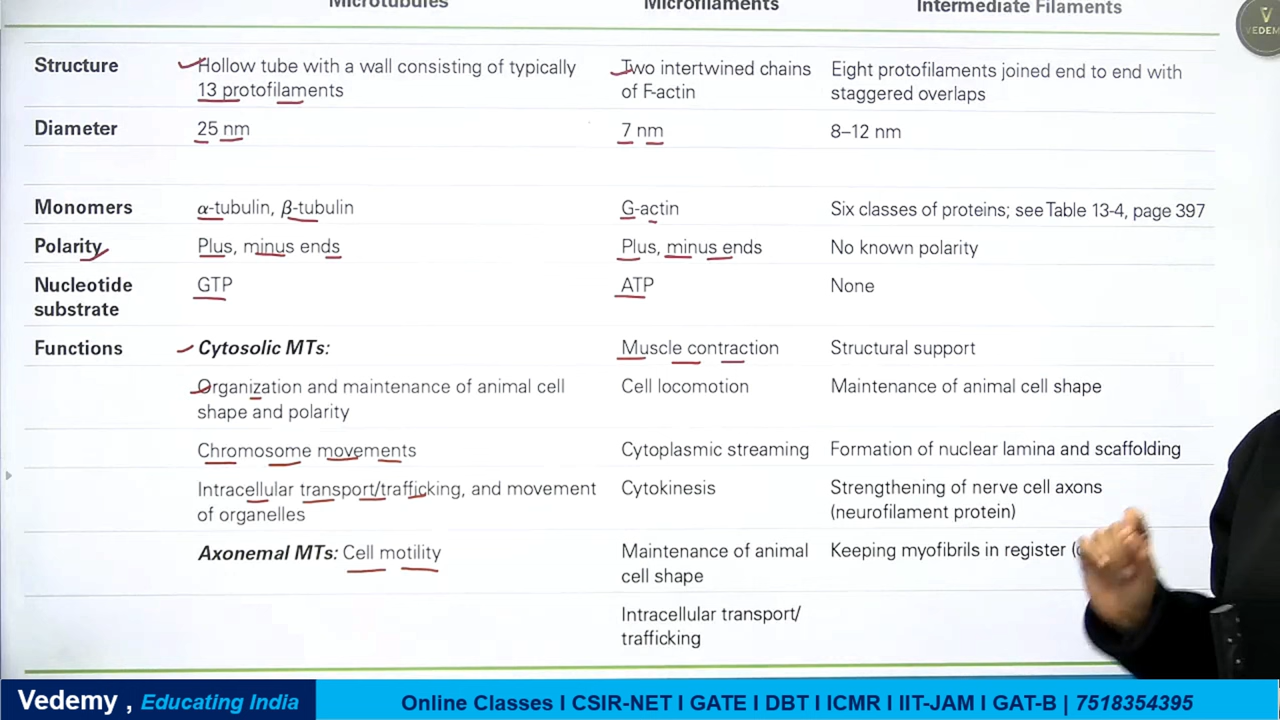 Microtubules Microfilaments Intermediate Filaments
VEDEM
Structure Hollow tube with a wall consisting of typically Two intertwined chains Eight protofilaments joined end to end with
13 protofilaments of F-actin staggered overlaps
Diameter 25 nm 7 nm 8–12 nm
Monomers α-tubulin, β-tubulin G-actin Six classes of proteins; see Table 13-4, page 397
Polarity Plus, minus ends Plus, minus ends No known polarity
Nucleotide GTP ATP None
substrate
Functions Cytosolic MTs: Muscle contraction Structural support
Organization and maintenance of animal cell Cell locomotion Maintenance of animal cell shape
shape and polarity
Chromosome movements Cytoplasmic streaming Formation of nuclear lamina and scaffolding
Intracellular transport/trafficking, and movement Cytokinesis Strengthening of nerve cell axons
of organelles (neurofilament protein)
Axonemal MTs: Cell motility Maintenance of animal Keeping myofibrils in register
cell shape
Intracellular transport/
trafficking
Vedemy , Educating India Online Classes I CSIR-NET I GATE I DBT I ICMR I IIT-JAM I GAT-B | 7518354395